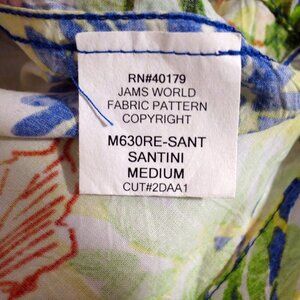 RN#40179
JAMS WORLD
FABRIC PATTERN
COPYRIGHT
M630RE-SANT
SANTINI
MEDIUM
CUT#2DAA1